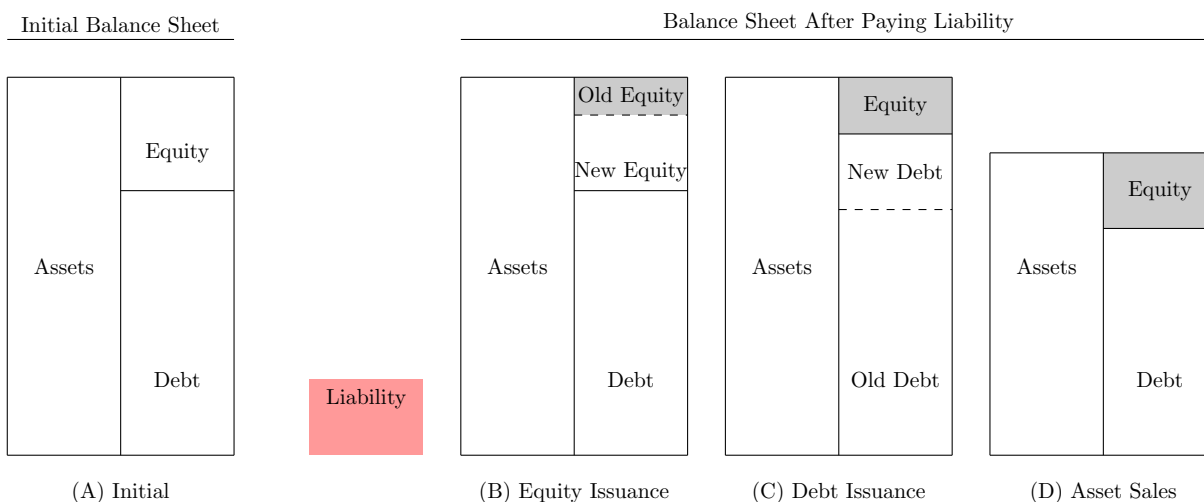 Initial Balance Sheet
Balance Sheet After Paying Liability
Equity
Assets
Debt
Liability
Old Equity
New Equity
Assets
Debt
Equity
New Debt
Assets
Old Debt
Equity
Assets
Debt
(A) Initial
(B) Equity Issuance
(C) Debt Issuance
(D) Asset Sales